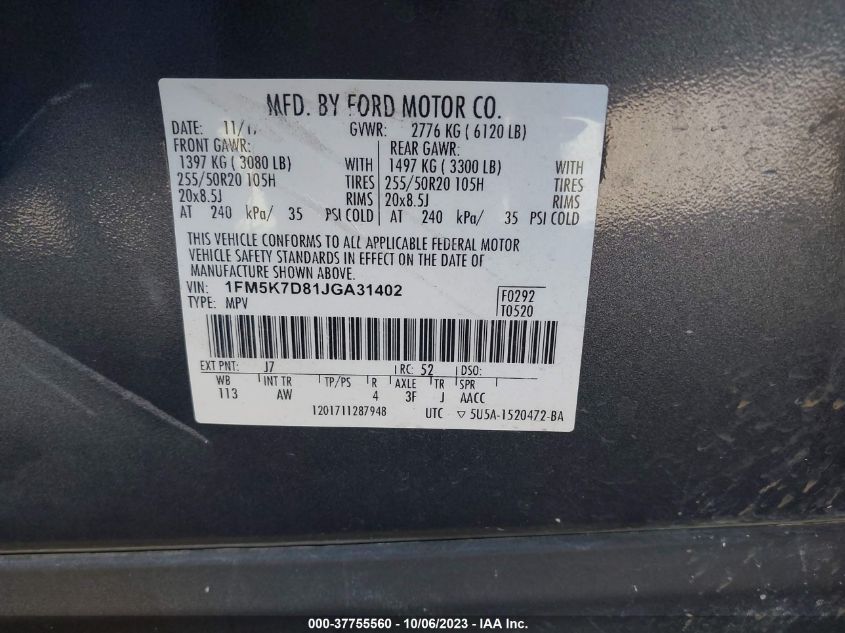 MFD. BY FORD MOTOR CO.
DATE: 11/17 GVWR: 2776 KG ( 6120 LB)
FRONT GAWR: REAR GAWR:
1397 KG ( 3080 LB) WITH 1497 KG ( 3300 LB) WITH
255/50R20 105H TIRES 255/50R20 105H TIRES
20x8.5J RIMS 20x8.5J RIMS
AT 240 kPa/ 35 PSI COLD AT 240 kPa/ 35 PSI COLD
THIS VEHICLE CONFORMS TO ALL APPLICABLE FEDERAL MOTOR
VEHICLE SAFETY STANDARDS IN EFFECT ON THE DATE OF
MANUFACTURE SHOWN ABOVE.
VIN: 1FM5K7D81JGA31402 F0292
TYPE: MPV T0520
EXT PNT: J7 RC: 52 DSO:
WB INT TR TP/PS R AXLE TR SPR
113 AW 4 3F J AACC
1201711287948 UTC ▽ 5U5A-1520472-BA
000-37755560 - 10/06/2023 - IAA Inc.